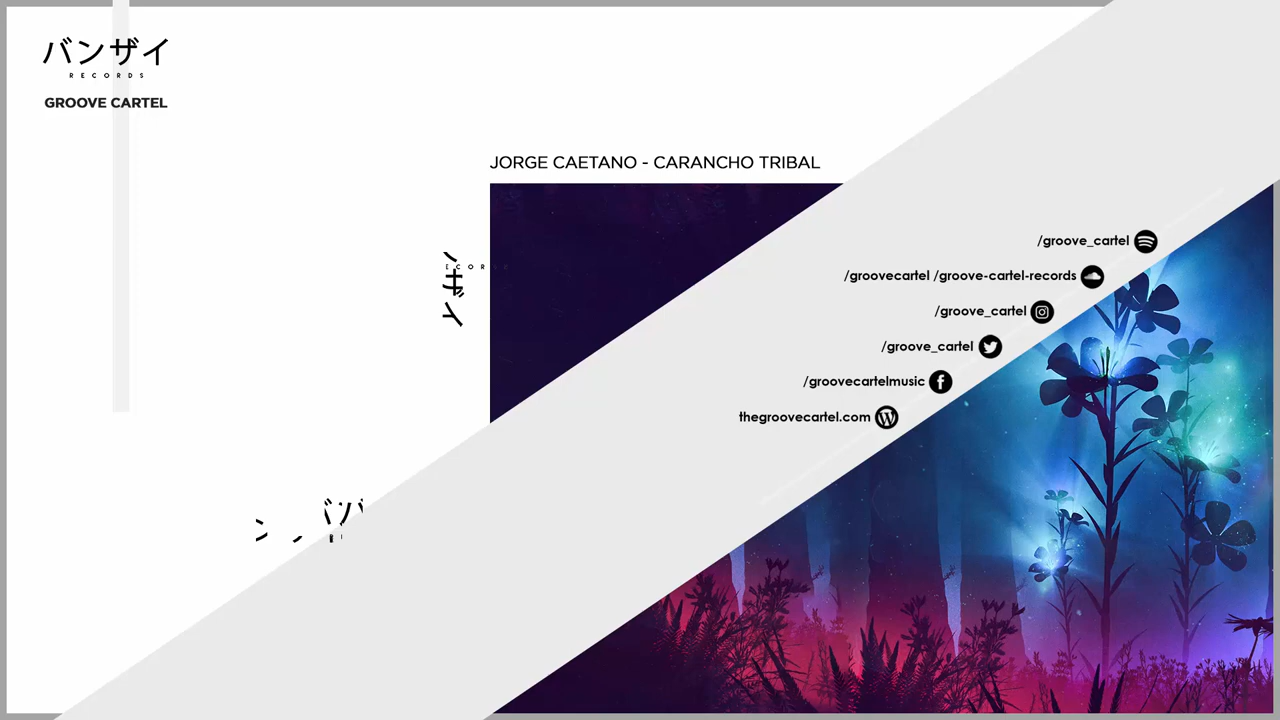 バンザイ
RECORDS
GROOVE CARTEL
JORGE CAETANO - CARANCHO TRIBAL
/groove_cartel
/groovecartel /groove-cartel-records
/groove_cartel
/groove_cartel
/groovecartelmusic
thegroovecartel.com